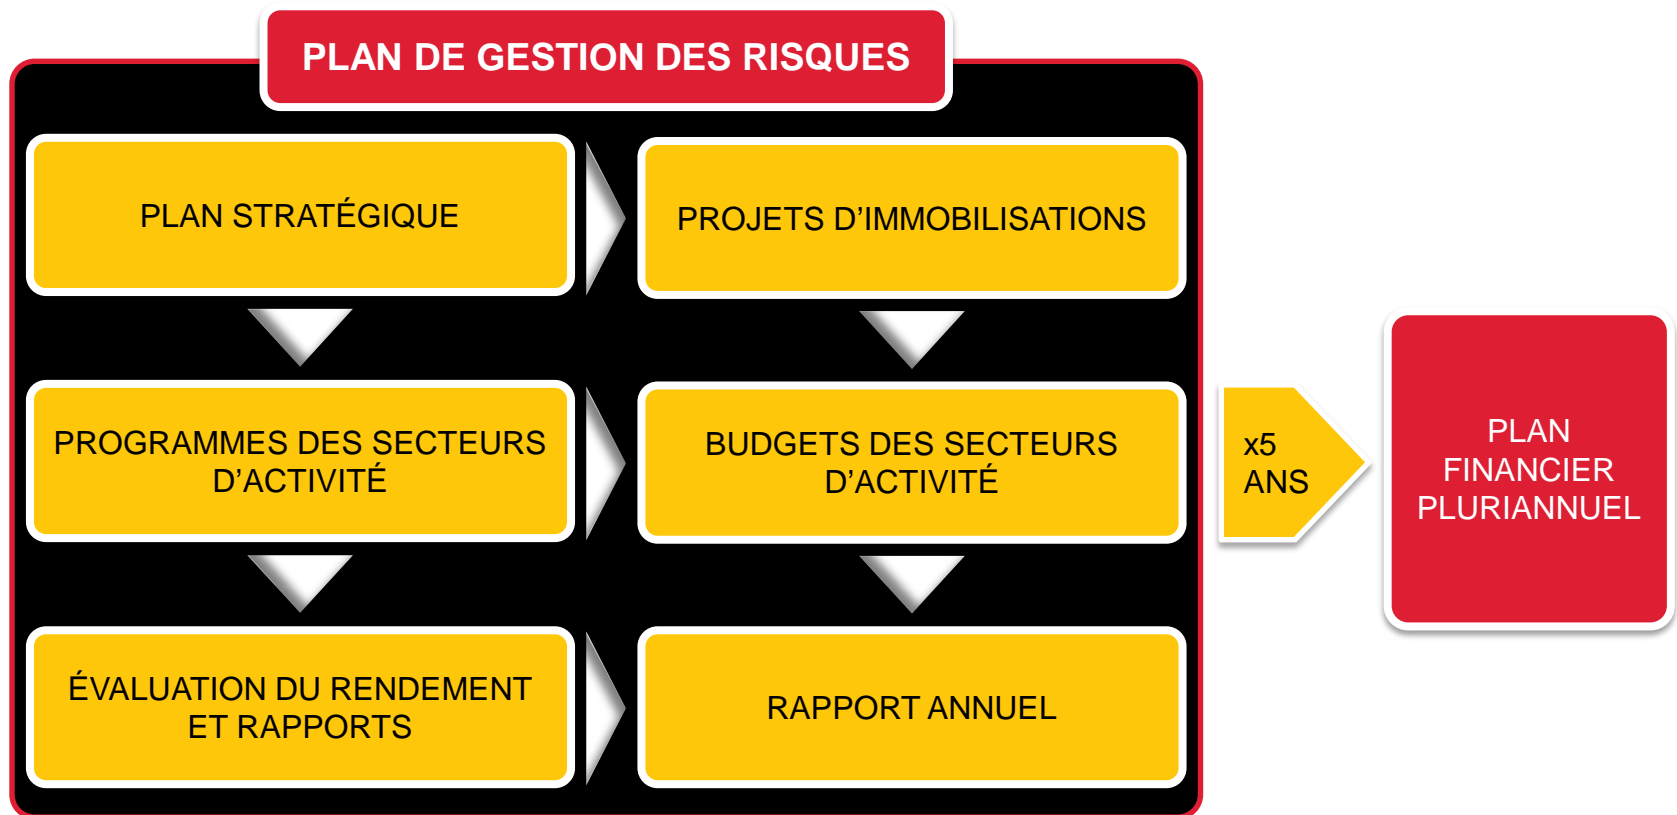 PLAN DE GESTION DES RISQUES
PLAN STRATÉGIQUE
PROJETS D’IMMOBILISATIONS
PROGRAMMES DES SECTEURS
D’ACTIVITÉ
BUDGETS DES SECTEURS
D’ACTIVITÉ
x5
ANS
PLAN
FINANCIER
PLURIANNUEL
ÉVALUATION DU RENDEMENT
ET RAPPORTS
RAPPORT ANNUEL